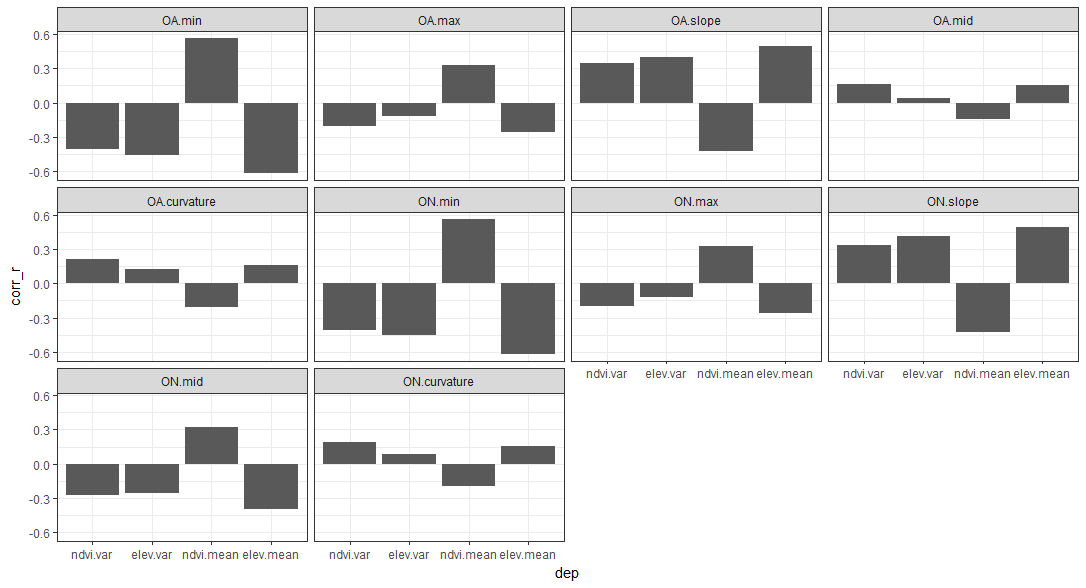 OA.min OA.max OA.slope OA.mid
0.6
0.3
0.0
-0.3
-0.6
OA.curvature ON.min ON.max ON.slope
0.6
0.3
0.0
-0.3
-0.6
ndvi.var elev.var ndvi.mean elev.mean ndvi.var elev.var ndvi.mean elev.mean
ON.mid ON.curvature
0.6
0.3
0.0
-0.3
-0.6
ndvi.var elev.var ndvi.mean elev.mean ndvi.var elev.var ndvi.mean elev.mean
corr_r
dep